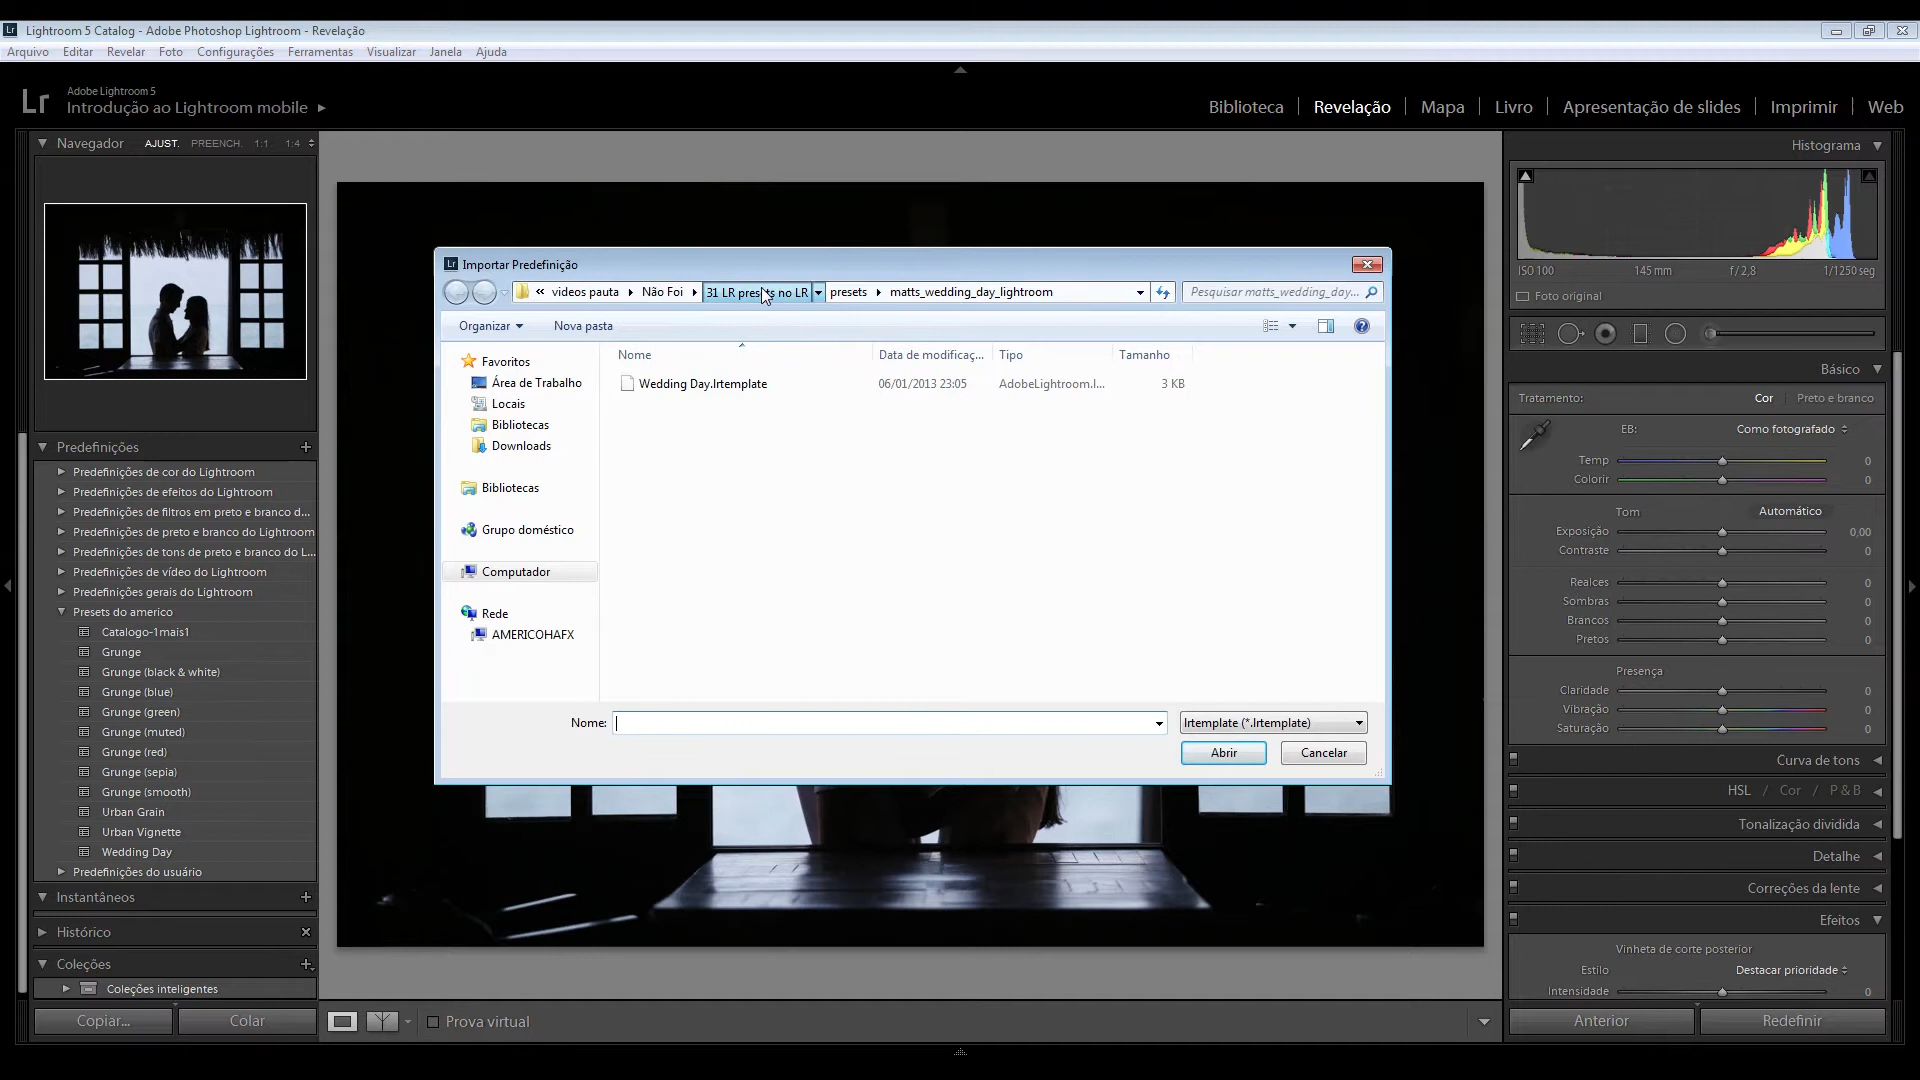 Lightroom 5 Catalog - Adobe Photoshop Lightroom - Revelação
Arquivo Editar Revelar Foto Configurações Ferramentas Visualizar Janela Ajuda
Lr
Adobe Lightroom 5
Introdução ao Lightroom mobile
Biblioteca Revelação Mapa Livro Apresentação de slides Imprimir Web
Navegador AJUST. PREENCH. 1:1 1:4
Predefinições
Predefinições de cor do Lightroom
Predefinições de efeitos do Lightroom
Predefinições de filtros em preto e branco d...
Predefinições de preto e branco do Lightroom
Predefinições de tons de preto e branco do L...
Predefinições de vídeo do Lightroom
Predefinições gerais do Lightroom
Presets do americo
Catalogo-1mais1
Grunge
Grunge (black & white)
Grunge (blue)
Grunge (green)
Grunge (muted)
Grunge (red)
Grunge (sepia)
Grunge (smooth)
Urban Grain
Urban Vignette
Wedding Day
Predefinições do usuário
Instantâneos
Histórico
Coleções
Coleções inteligentes
Copiar... Colar
Importar Predefinição
« videos pauta Não Foi 31 LR presets no LR presets matts_wedding_day_lightroom
Pesquisar matts_wedding_day...
Organizar Nova pasta
Favoritos
Área de Trabalho
Locais
Bibliotecas
Downloads
Bibliotecas
Grupo doméstico
Computador
Rede
AMERICOHAFX
Nome Data de modificaç... Tipo Tamanho
Wedding Day.lrtemplate 06/01/2013 23:05 AdobeLightroom.l... 3 KB
Nome: lrtemplate (*.lrtemplate)
Abrir Cancelar
Prova virtual
Histograma
ISO 100 145 mm f / 2,8 1/1250 seg
Foto original
Básico
Tratamento: Cor Preto e branco
EB: Como fotografado
Temp 0
Colorir 0
Tom Automático
Exposição 0,00
Contraste 0
Realces 0
Sombras 0
Brancos 0
Pretos 0
Presença
Claridade 0
Vibração 0
Saturação 0
Curva de tons
HSL / Cor / P & B
Tonalização dividida
Detalhe
Correções da lente
Efeitos
Vinheta de corte posterior
Estilo Destacar prioridade
Intensidade 0
Anterior Redefinir